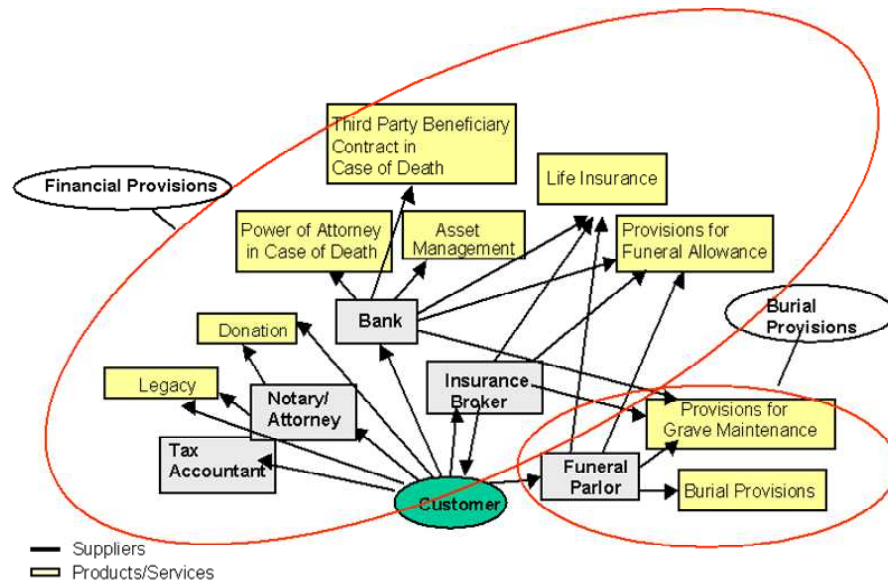 Third Party Beneficiary
Contract in
Case of Death
Financial Provisions
Life Insurance
Power of Attorney
in Case of Death
Asset
Management
Provisions for
Funeral Allowance
Burial
Provisions
Bank
Donation
Insurance
Broker
Legacy
Notary/
Attorney
Provisions for
Grave Maintenance
Tax
Accountant
Funeral
Parlor
Customer
Burial Provisions
Suppliers
Products/Services